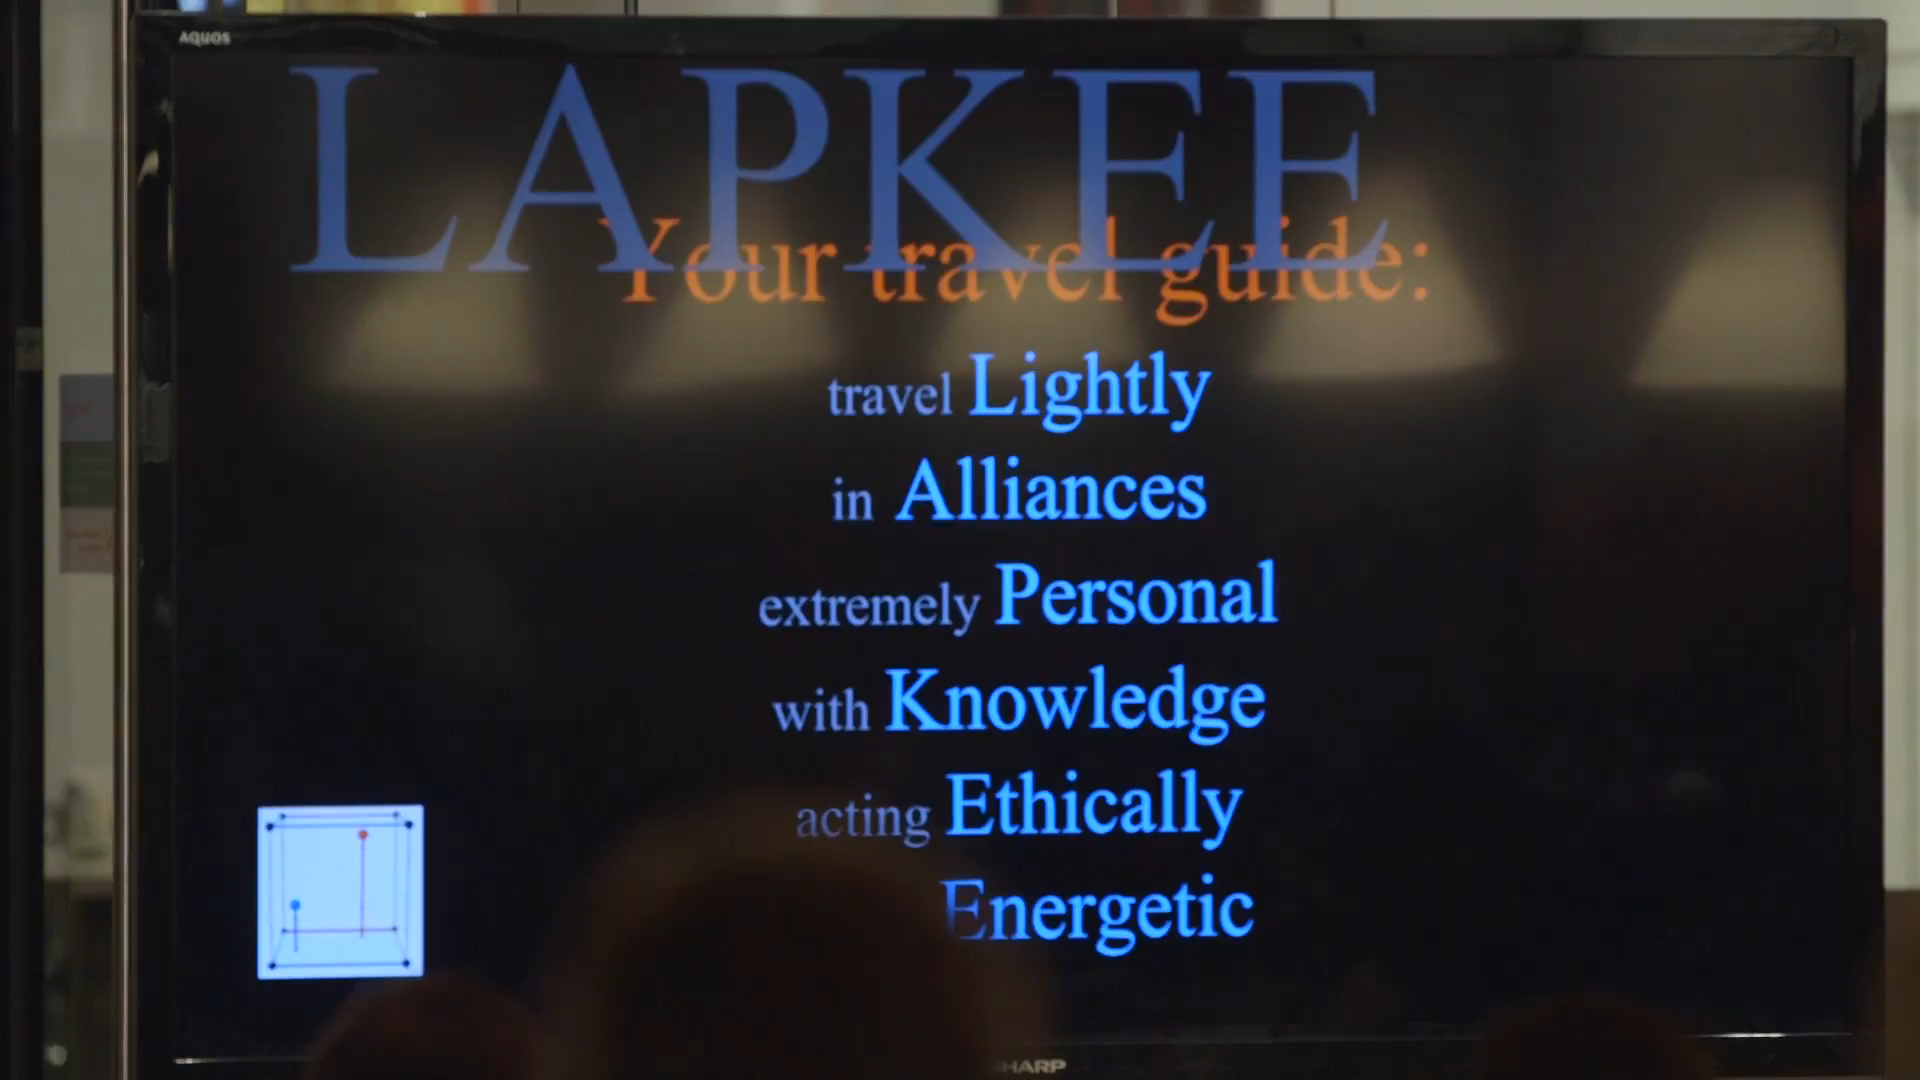 AQUOS
LAPKEE
Your travel guide:
travel Lightly
in Alliances
extremely Personal
with Knowledge
acting Ethically
Energetic
SHARP